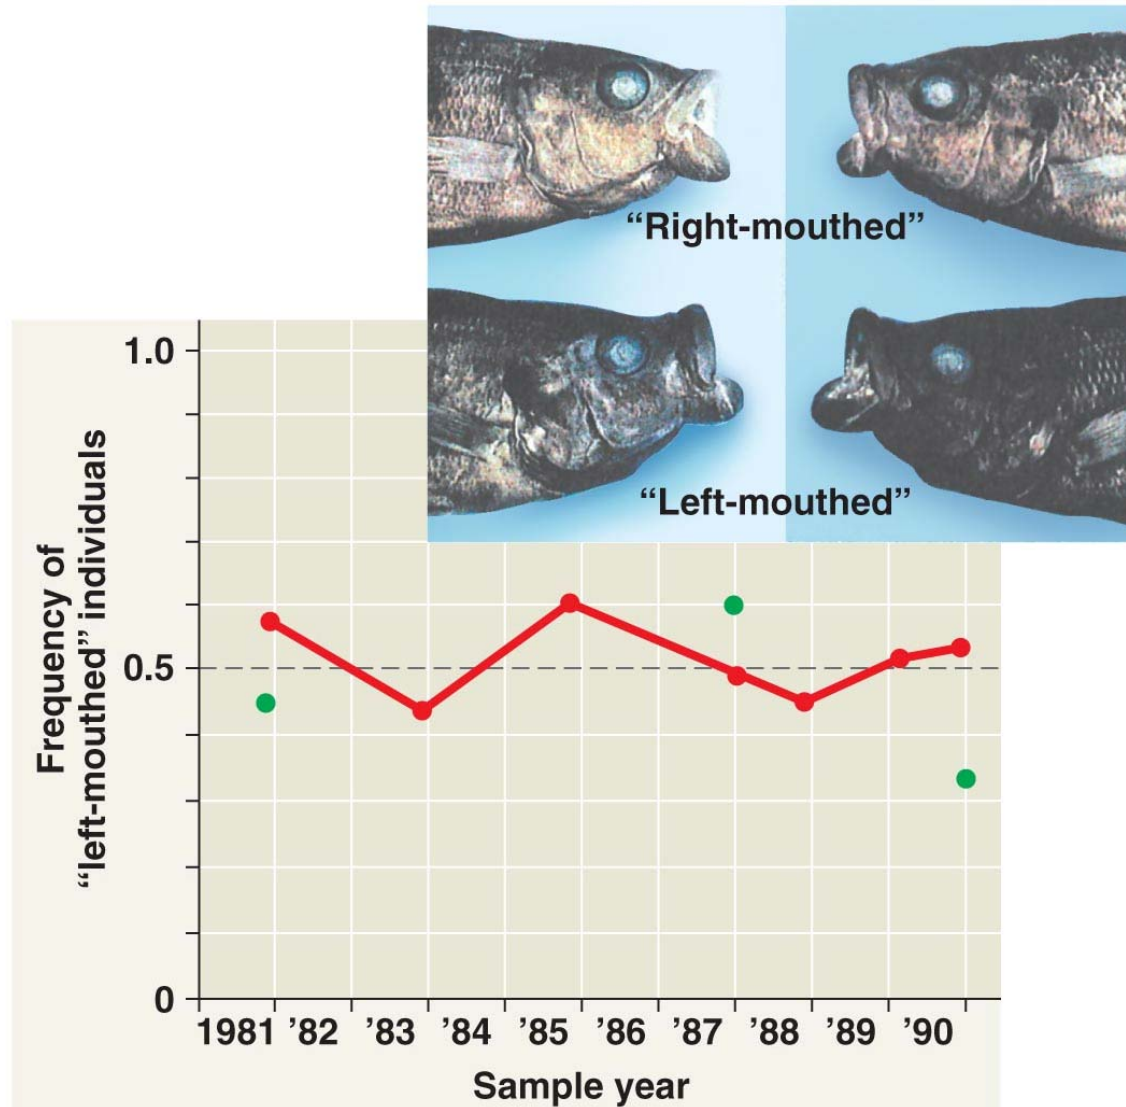 “Right-mouthed”
“Left-mouthed”
1.0
0.5
0
Frequency of
“left-mouthed” individuals
1981 ’82 ’83 ’84 ’85 ’86 ’87 ’88 ’89 ’90
Sample year